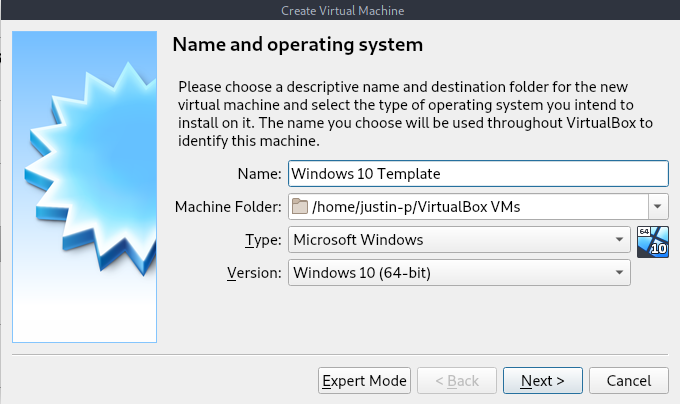 Create Virtual Machine
Name and operating system
Please choose a descriptive name and destination folder for the new
virtual machine and select the type of operating system you intend to
install on it. The name you choose will be used throughout VirtualBox to
identify this machine.
Name: Windows 10 Template
Machine Folder: /home/justin-p/VirtualBox VMs
Type: Microsoft Windows
64
10
Version: Windows 10 (64-bit)
Expert Mode < Back Next > Cancel